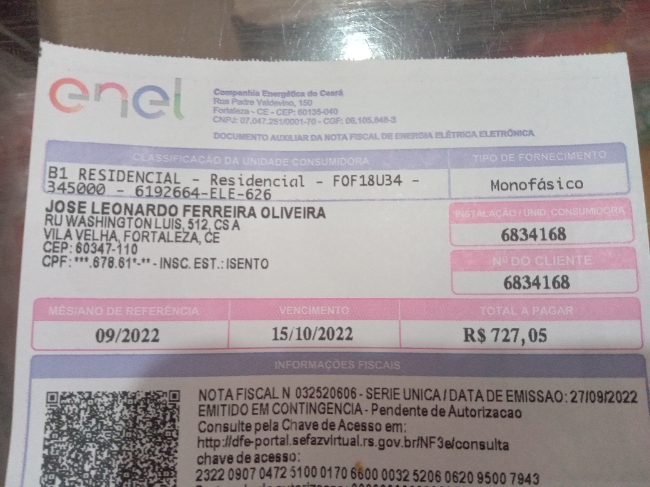 enel
Companhia Energética do Ceará
Rua Padre Valdevino, 150
Fortaleza - CE - CEP: 60135-040
CNPJ: 07.047.251/0001-70 - CGF: 06.105.848-3
DOCUMENTO AUXILIAR DA NOTA FISCAL DE ENERGIA ELÉTRICA ELETRÔNICA
CLASSIFICAÇÃO DA UNIDADE CONSUMIDORA
TIPO DE FORNECIMENTO
B1 RESIDENCIAL - Residencial - FOF18U34 -
345000 - 6192664-ELE-626
Monofásico
JOSE LEONARDO FERREIRA OLIVEIRA
RU WASHINGTON LUIS, 512, CS A
VILA VELHA, FORTALEZA, CE
CEP: 60347-110
CPF: ***.678.61*-** - INSC. EST.: ISENTO
INSTALAÇÃO / UNID. CONSUMIDORA
6834168
Nº DO CLIENTE
6834168
MÊS/ANO DE REFERÊNCIA
VENCIMENTO
TOTAL A PAGAR
09/2022
15/10/2022
R$ 727,05
INFORMAÇÕES FISCAIS
NOTA FISCAL N 032520606 - SERIE UNICA / DATA DE EMISSAO: 27/09/2022
EMITIDO EM CONTINGENCIA - Pendente de Autorizacao
Consulte pela Chave de Acesso em:
http://dfe-portal.sefazvirtual.rs.gov.br/NF3e/consulta
chave de acesso:
2322 0907 0472 5100 0170 6600 0032 5206 0620 9500 7943